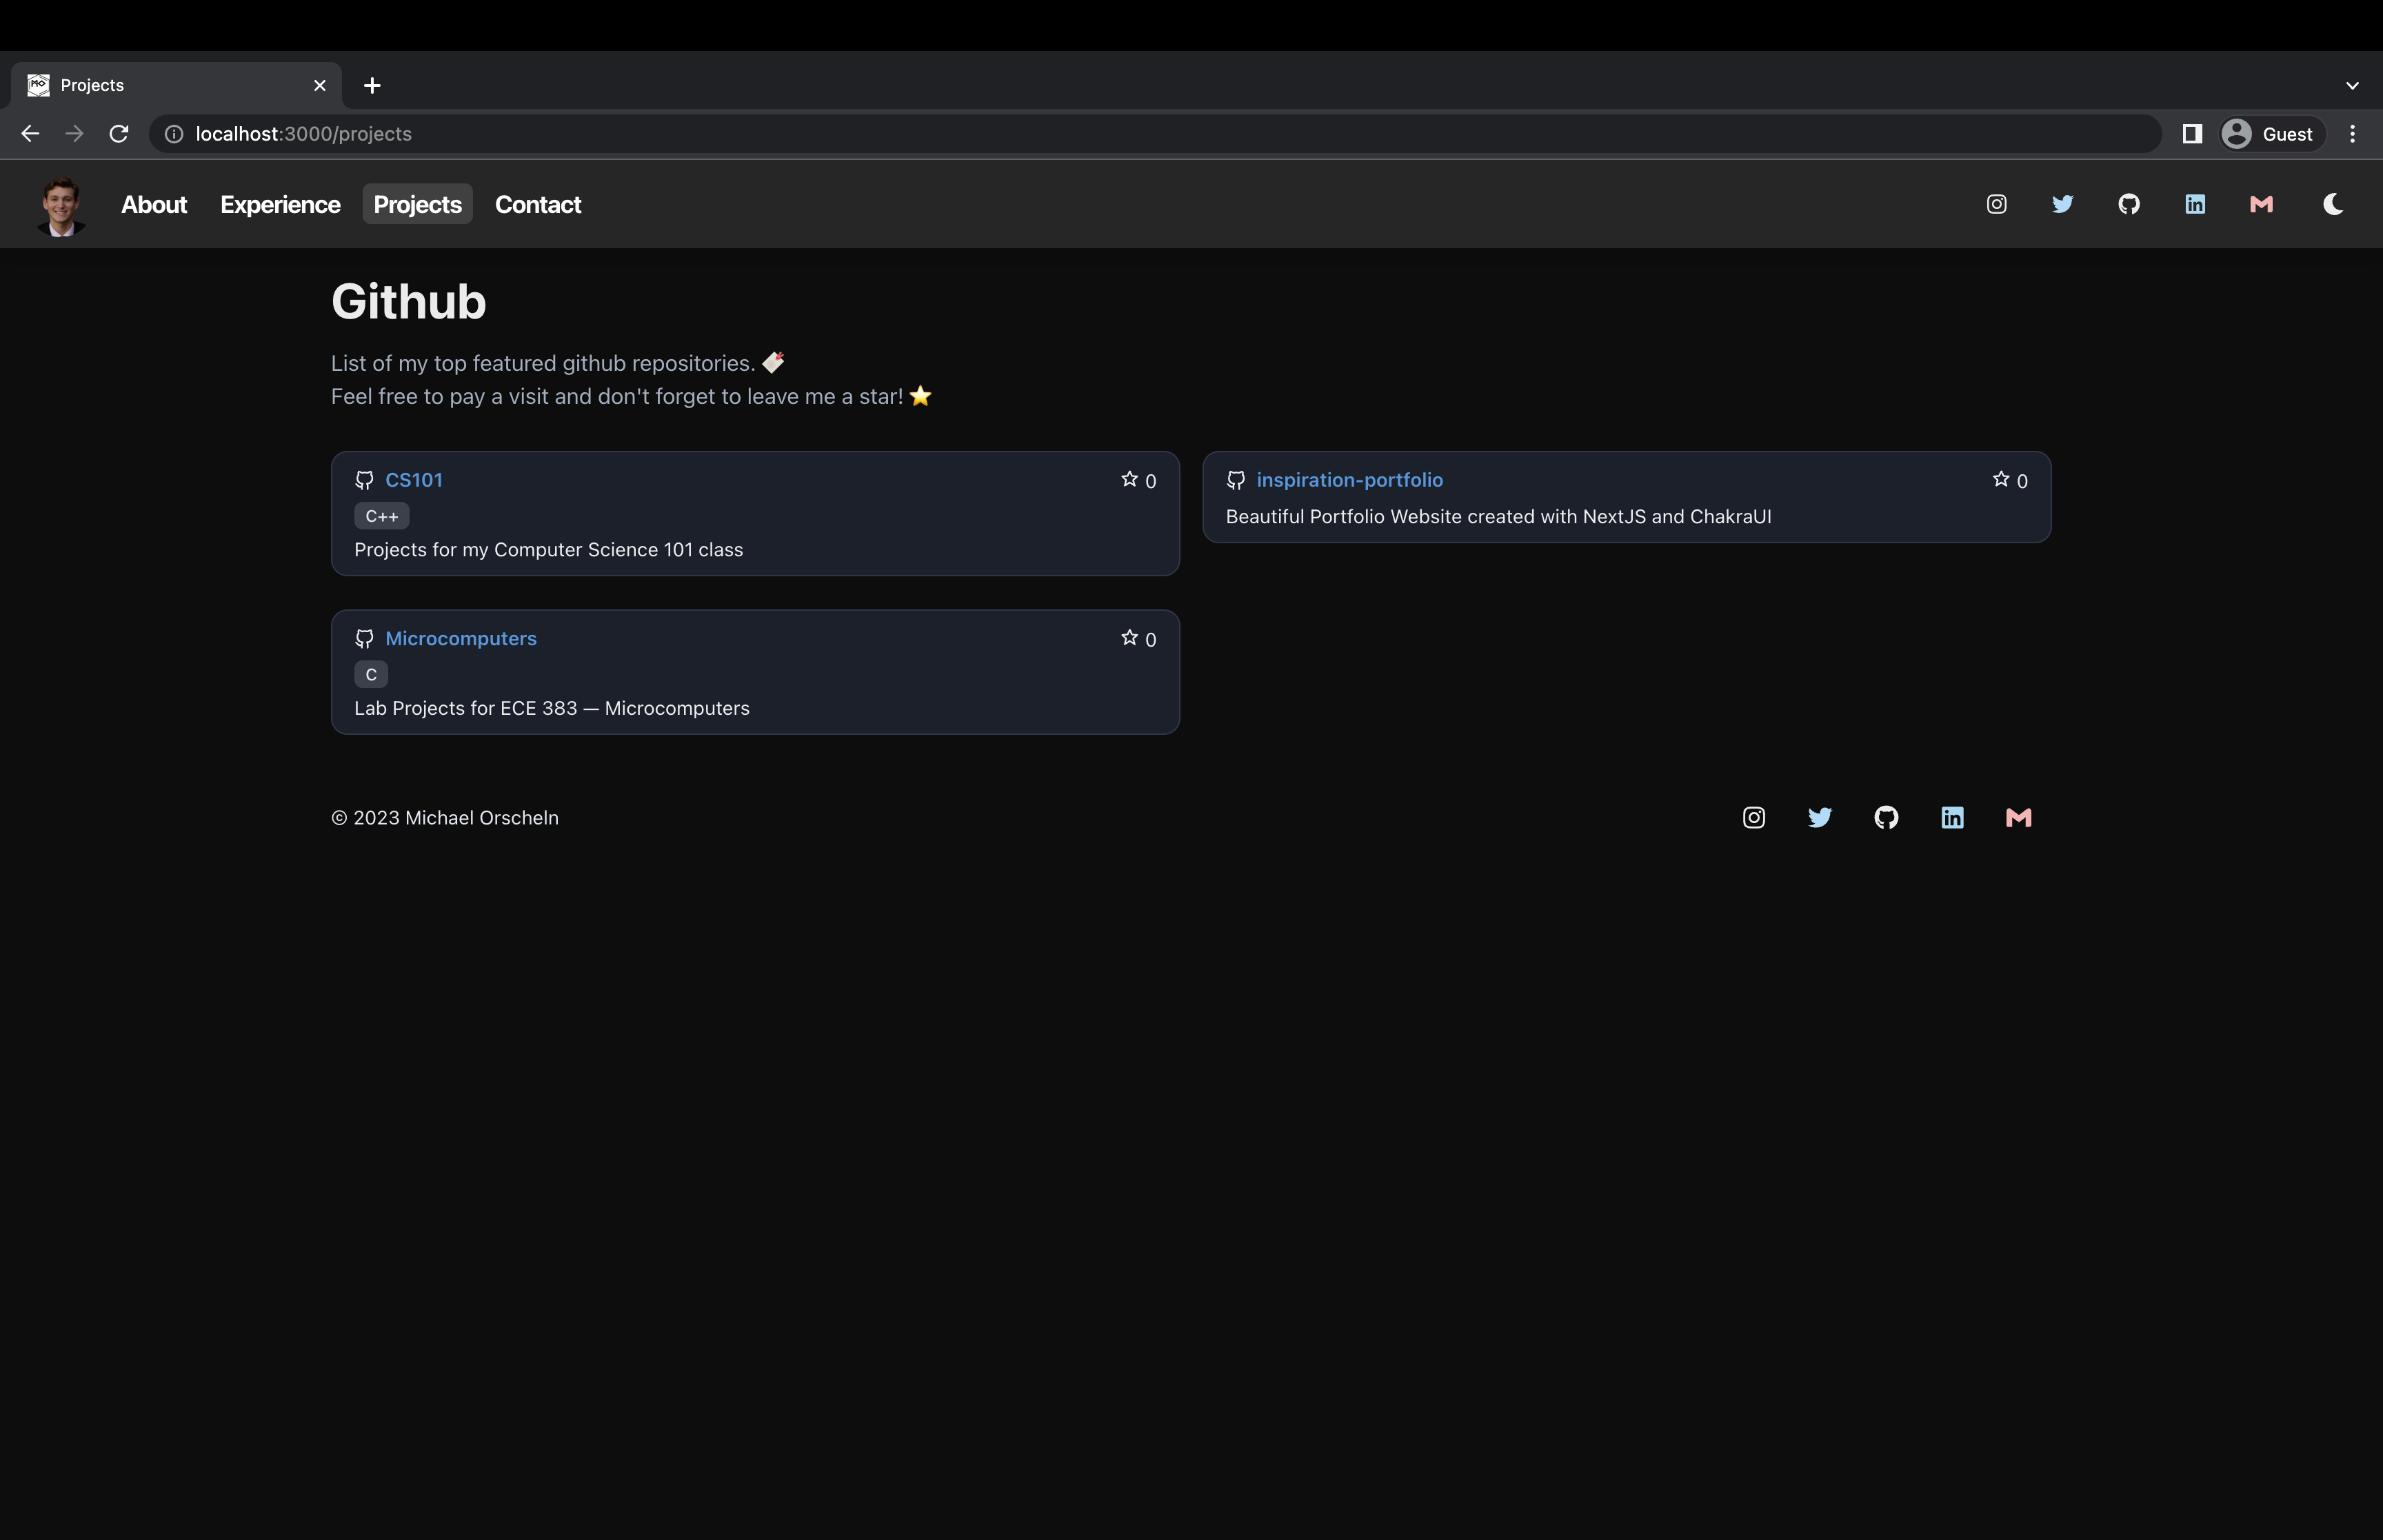 Projects
localhost:3000/projects
Guest
About Experience Projects Contact
Github
List of my top featured github repositories.
Feel free to pay a visit and don't forget to leave me a star! ⭐
CS101 0
C++
Projects for my Computer Science 101 class
inspiration-portfolio 0
Beautiful Portfolio Website created with NextJS and ChakraUI
Microcomputers 0
C
Lab Projects for ECE 383 — Microcomputers
© 2023 Michael Orscheln